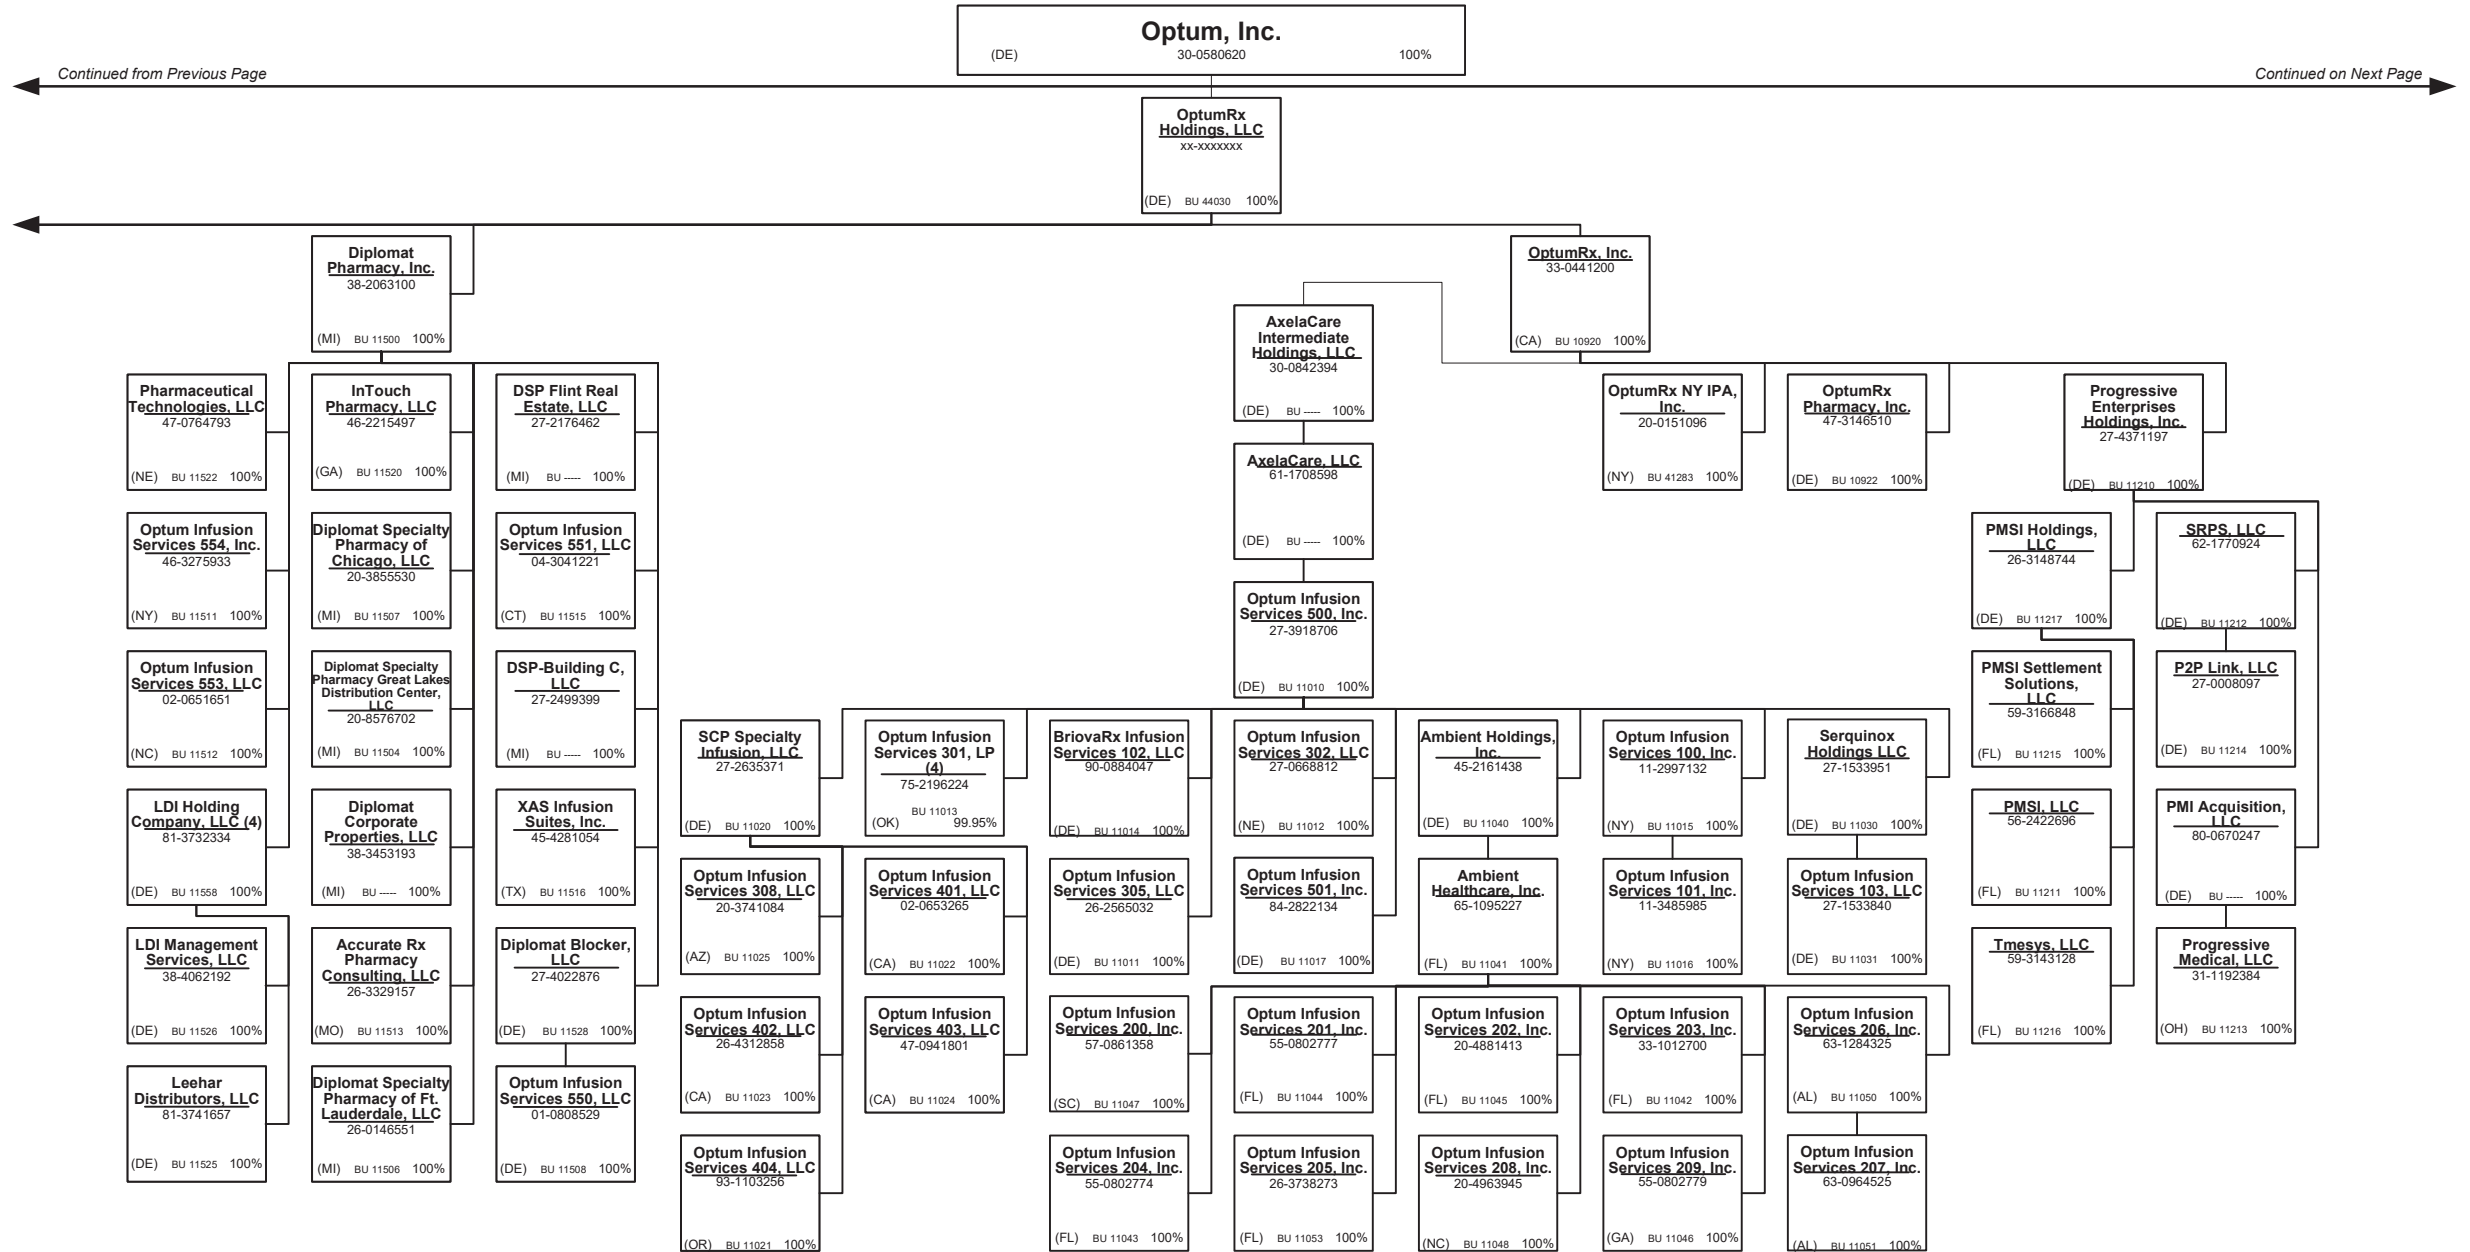 Optum, Inc.
(DE) 30-0580620 100%
Continued from Previous Page
Continued on Next Page
OptumRx
Holdings, LLC
xx-xxxxxxx
(DE) BU 44030 100%
Diplomat
Pharmacy, Inc.
38-2063100
(MI) BU 11500 100%
OptumRx, Inc.
33-0441200
(CA) BU 10920 100%
AxelaCare
Intermediate
Holdings, LLC
30-0842394
(DE) BU ----- 100%
Pharmaceutical
Technologies, LLC
47-0764793
(NE) BU 11522 100%
InTouch
Pharmacy, LLC
46-2215497
(GA) BU 11520 100%
DSP Flint Real
Estate, LLC
27-2176462
(MI) BU ----- 100%
OptumRx NY IPA,
Inc.
20-0151096
(NY) BU 41283 100%
OptumRx
Pharmacy, Inc.
47-3146510
(DE) BU 10922 100%
Progressive
Enterprises
Holdings, Inc.
27-4371197
(DE) BU 11210 100%
AxelaCare, LLC
61-1708598
(DE) BU ----- 100%
Optum Infusion
Services 554, Inc.
46-3275933
(NY) BU 11511 100%
Diplomat Specialty
Pharmacy of
Chicago, LLC
20-3855530
(MI) BU 11507 100%
Optum Infusion
Services 551, LLC
04-3041221
(CT) BU 11515 100%
PMSI Holdings,
LLC
26-3148744
(DE) BU 11217 100%
SRPS, LLC
62-1770924
(DE) BU 11212 100%
Optum Infusion
Services 500, Inc.
27-3918706
(DE) BU 11010 100%
Optum Infusion
Services 553, LLC
02-0651651
(NC) BU 11512 100%
Diplomat Specialty
Pharmacy Great Lakes
Distribution Center,
LLC
20-8576702
(MI) BU 11504 100%
DSP-Building C,
LLC
27-2499399
(MI) BU ----- 100%
PMSI Settlement
Solutions,
LLC
59-3166848
(FL) BU 11215 100%
P2P Link, LLC
27-0008097
(DE) BU 11214 100%
SCP Specialty
Infusion, LLC
27-2635371
(DE) BU 11020 100%
Optum Infusion
Services 301, LP
(4)
75-2196224
BU 11013
(OK) 99.95%
BriovaRx Infusion
Services 102, LLC
90-0884047
(DE) BU 11014 100%
Optum Infusion
Services 302, LLC
27-0668812
(NE) BU 11012 100%
Ambient Holdings,
Inc.
45-2161438
(DE) BU 11040 100%
Optum Infusion
Services 100, Inc.
11-2997132
(NY) BU 11015 100%
Serquinox
Holdings LLC
27-1533951
(DE) BU 11030 100%
LDI Holding
Company, LLC (4)
81-3732334
(DE) BU 11558 100%
Diplomat
Corporate
Properties, LLC
38-3453193
(MI) BU ----- 100%
XAS Infusion
Suites, Inc.
45-4281054
(TX) BU 11516 100%
PMSI, LLC
56-2422696
(FL) BU 11211 100%
PMI Acquisition,
LLC
80-0670247
(DE) BU ----- 100%
Optum Infusion
Services 308, LLC
20-3741084
(AZ) BU 11025 100%
Optum Infusion
Services 401, LLC
02-0653265
(CA) BU 11022 100%
Optum Infusion
Services 305, LLC
26-2565032
(DE) BU 11011 100%
Optum Infusion
Services 501, Inc.
84-2822134
(DE) BU 11017 100%
Ambient
Healthcare, Inc.
65-1095227
(FL) BU 11041 100%
Optum Infusion
Services 101, Inc.
11-3485985
(NY) BU 11016 100%
Optum Infusion
Services 103, LLC
27-1533840
(DE) BU 11031 100%
LDI Management
Services, LLC
38-4062192
(DE) BU 11526 100%
Accurate Rx
Pharmacy
Consulting, LLC
26-3329157
(MO) BU 11513 100%
Diplomat Blocker,
LLC
27-4022876
(DE) BU 11528 100%
Tmesys, LLC
59-3143128
(FL) BU 11216 100%
Progressive
Medical, LLC
31-1192384
(OH) BU 11213 100%
Optum Infusion
Services 402, LLC
26-4312858
(CA) BU 11023 100%
Optum Infusion
Services 403, LLC
47-0941801
(CA) BU 11024 100%
Optum Infusion
Services 200, Inc.
57-0861358
(SC) BU 11047 100%
Optum Infusion
Services 201, Inc.
55-0802777
(FL) BU 11044 100%
Optum Infusion
Services 202, Inc.
20-4881413
(FL) BU 11045 100%
Optum Infusion
Services 203, Inc.
33-1012700
(FL) BU 11042 100%
Optum Infusion
Services 206, Inc.
63-1284325
(AL) BU 11050 100%
Leehar
Distributors, LLC
81-3741657
(DE) BU 11525 100%
Diplomat Specialty
Pharmacy of Ft.
Lauderdale, LLC
26-0146551
(MI) BU 11506 100%
Optum Infusion
Services 550, LLC
01-0808529
(DE) BU 11508 100%
Optum Infusion
Services 404, LLC
93-1103256
(OR) BU 11021 100%
Optum Infusion
Services 204, Inc.
55-0802774
(FL) BU 11043 100%
Optum Infusion
Services 205, Inc.
26-3738273
(FL) BU 11053 100%
Optum Infusion
Services 208, Inc.
20-4963945
(NC) BU 11048 100%
Optum Infusion
Services 209, Inc.
55-0802779
(GA) BU 11046 100%
Optum Infusion
Services 207, Inc.
63-0964525
(AL) BU 11051 100%